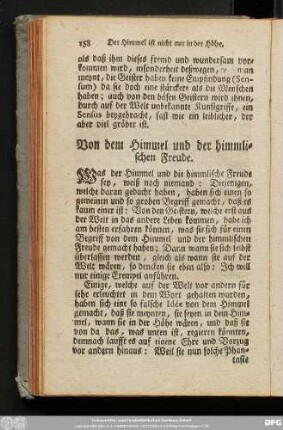 158 Der Himmel ist nicht nur in der Höhe,
als daß ihm dieses fremd und wundersam vor-
kommen wird, insonderheit deßwegen, man
meynt, die Geister haben keine Empfindung (Sen-
sum) da sie doch eine stärckere als die Menschen
haben; auch von den bösen Geistern wird ihnen,
durch auf der Welt unbekannte Kunstgriffe, ein
Sensus beygebracht, fast wie ein leiblicher, der
aber viel gröber ist.
Von dem Himmel und der himmli-
schen Freude.
Was der Himmel und die himmlische Freude
sey, weiß noch niemand: Diejenigen,
welche daran gedacht haben, haben sich einen so
gemeinen und so groben Begriff gemacht, daß es
kaum einer ist: Von den Geistern, welche erst aus
der Welt in das andere Leben kommen, habe ich
am besten erfahren können, was sie sich für einen
Begriff von dem Himmel und der himmlischen
Freude gemacht haben; Dann wann sie sich selbst
überlassen werden, gleich als wann sie auf der
Welt wären, so dencken sie eben also: Ich will
nur einige Exempel anführen.
Einige, welche auf der Welt vor andern für
sehr erleuchtet in dem Wort gehalten wurden,
haben sich eine so falsche Idée von dem Himmel
gemacht, daß sie meynten, sie seyen in dem Him-
mel, wann sie in der Höhe wären, und daß sie
von da das, was unten ist, regieren könnten,
demnach laufft es auf eigene Ehre und Vorzug
vor andern hinaus: Weil sie nun solche Phan-
tasie